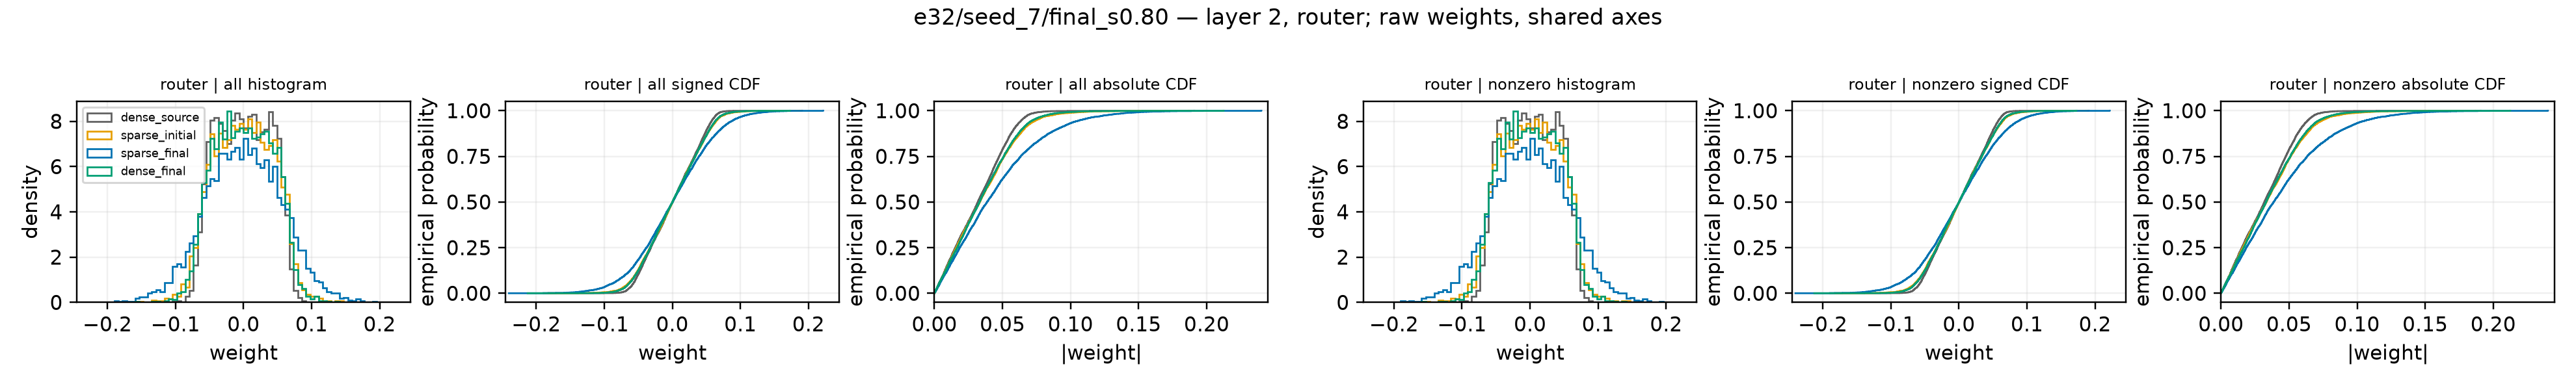 e32/seed_7/final_s0.80 — layer 2, router; raw weights, shared axes
router | all histogram
density
8
6
4
2
0
dense_source
sparse_initial
sparse_final
dense_final
−0.2 −0.1 0.0 0.1 0.2
weight
router | all signed CDF
empirical probability
1.00
0.75
0.50
0.25
0.00
−0.2 −0.1 0.0 0.1 0.2
weight
router | all absolute CDF
empirical probability
1.00
0.75
0.50
0.25
0.00
0.00 0.05 0.10 0.15 0.20
|weight|
router | nonzero histogram
density
8
6
4
2
0
−0.2 −0.1 0.0 0.1 0.2
weight
router | nonzero signed CDF
empirical probability
1.00
0.75
0.50
0.25
0.00
−0.2 −0.1 0.0 0.1 0.2
weight
router | nonzero absolute CDF
empirical probability
1.00
0.75
0.50
0.25
0.00
0.00 0.05 0.10 0.15 0.20
|weight|